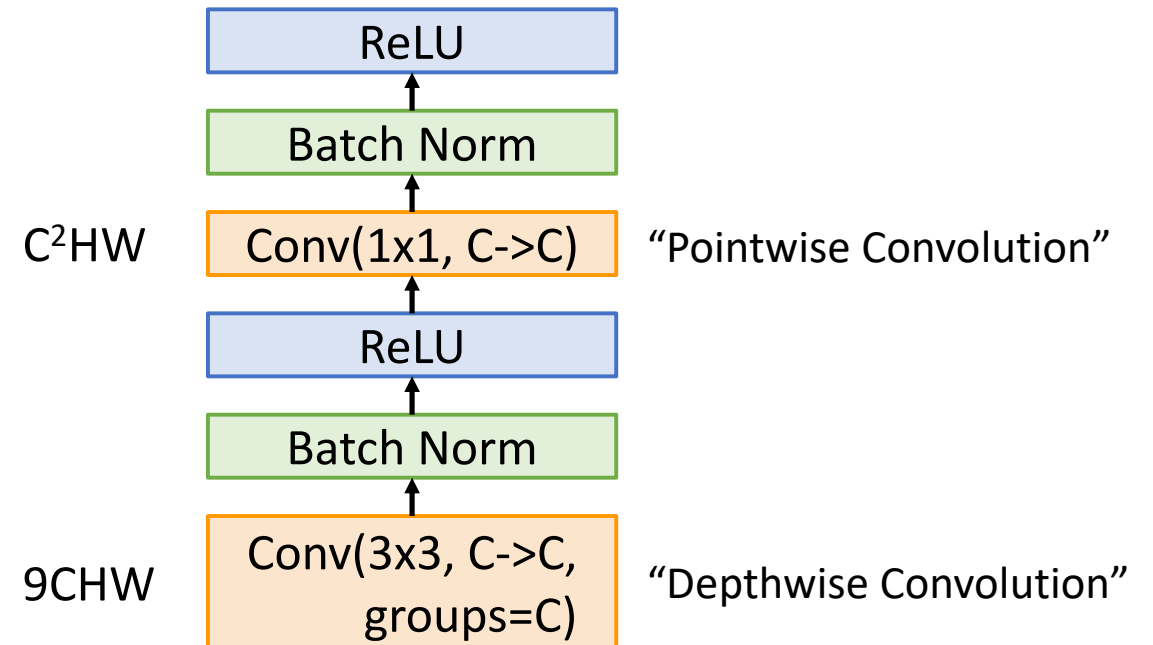 ReLU
Batch Norm
C²HW
Conv(1x1, C->C)
“Pointwise Convolution”
ReLU
Batch Norm
9CHW
Conv(3x3, C->C,
groups=C)
“Depthwise Convolution”